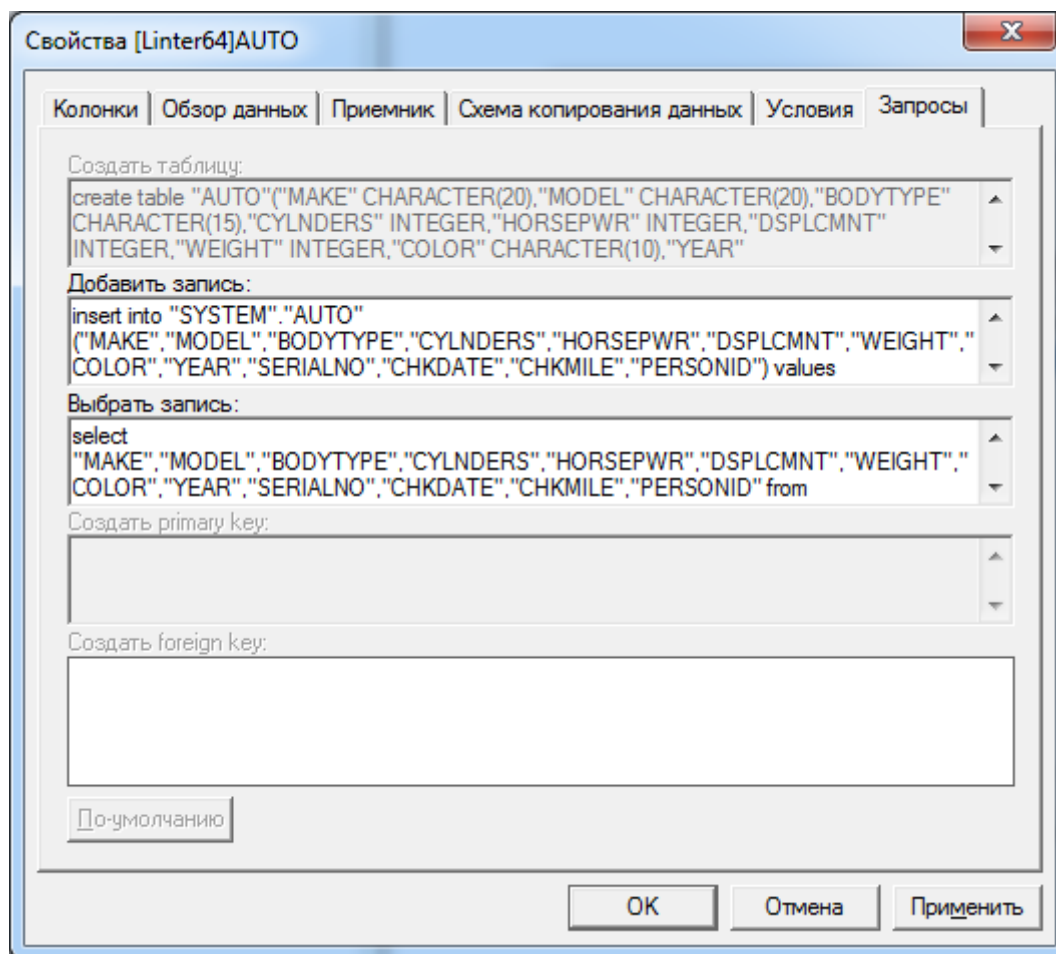 Свойства [Linter64]AUTO
Колонки Обзор данных Приемник Схема копирования данных Условия Запросы
Создать таблицу:
create table "AUTO"("MAKE" CHARACTER(20),"MODEL" CHARACTER(20),"BODYTYPE"
CHARACTER(15),"CYLNDERS" INTEGER,"HORSEPWR" INTEGER,"DSPLCMNT"
INTEGER,"WEIGHT" INTEGER,"COLOR" CHARACTER(10),"YEAR"
Добавить запись:
insert into "SYSTEM"."AUTO"
("MAKE","MODEL","BODYTYPE","CYLNDERS","HORSEPWR","DSPLCMNT","WEIGHT","
COLOR","YEAR","SERIALNO","CHKDATE","CHKMILE","PERSONID") values
Выбрать запись:
select
"MAKE","MODEL","BODYTYPE","CYLNDERS","HORSEPWR","DSPLCMNT","WEIGHT","
COLOR","YEAR","SERIALNO","CHKDATE","CHKMILE","PERSONID" from
Создать primary key:
Создать foreign key:
По-умолчанию
OK Отмена Применить